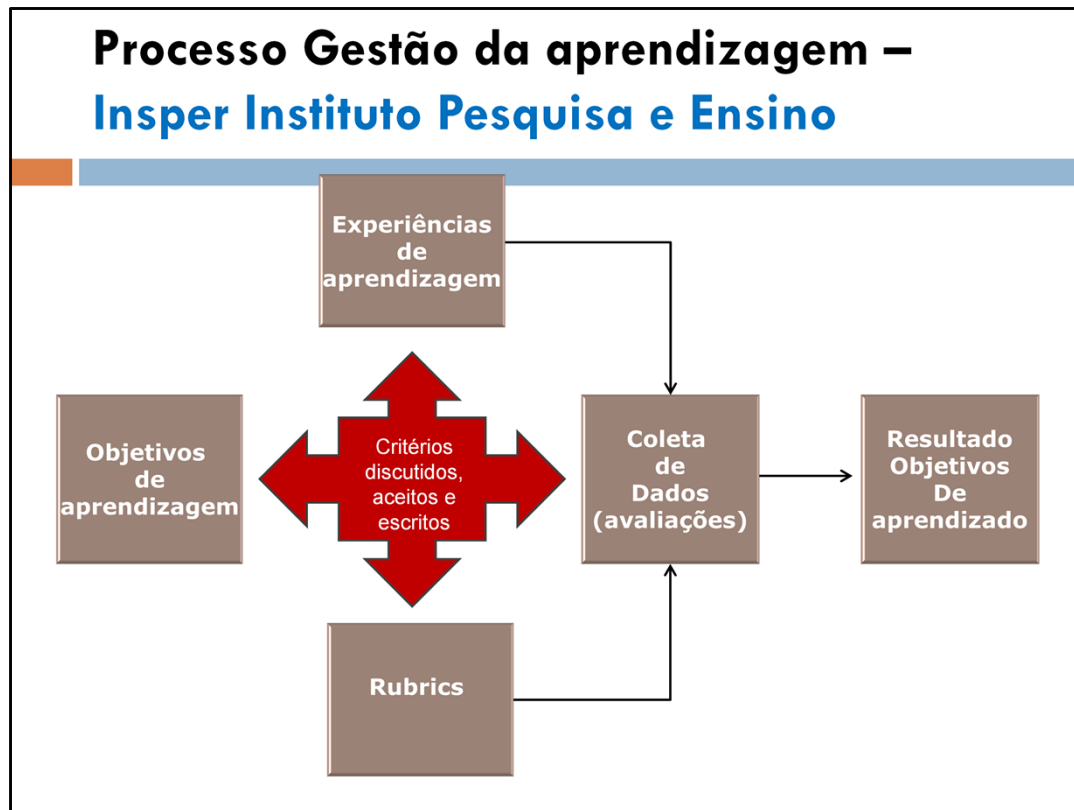 Processo Gestão da aprendizagem –
Insper Instituto Pesquisa e Ensino
Experiências
de
aprendizagem
Objetivos
de
aprendizagem
Critérios
discutidos,
aceitos e
escritos
Coleta
de
Dados
(avaliações)
Resultado
Objetivos
De
aprendizado
Rubrics